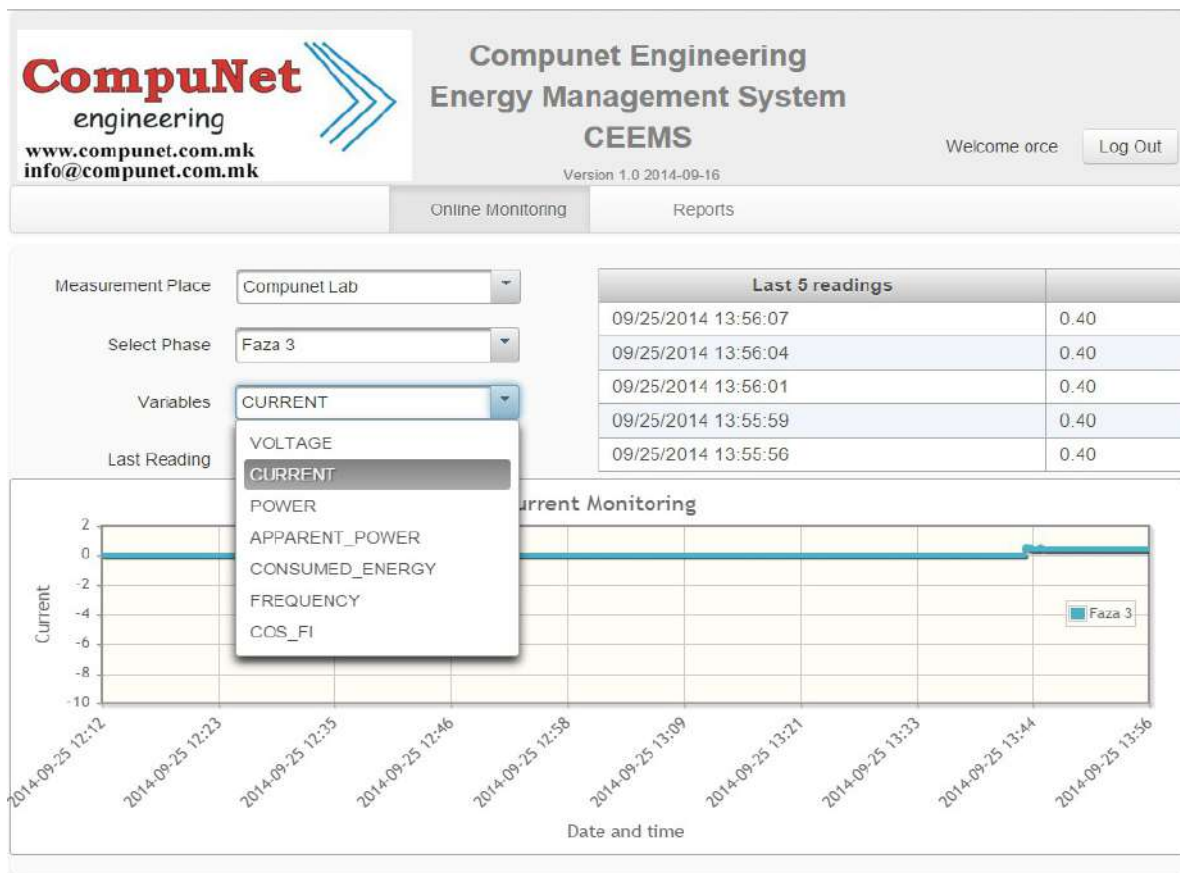 CompuNet
engineering
www.compunet.com.mk
info@compunet.com.mk
Compunet Engineering
Energy Management System
CEEMS
Version 1.0 2014-09-16
Welcome orce
Log Out
Online Monitoring
Reports
Measurement Place
Compunet Lab
Select Phase
Faza 3
Variables
CURRENT
VOLTAGE
CURRENT
POWER
APPARENT_POWER
CONSUMED_ENERGY
FREQUENCY
COS_FI
Last Reading
Last 5 readings
09/25/2014 13:56:07 0.40
09/25/2014 13:56:04 0.40
09/25/2014 13:56:01 0.40
09/25/2014 13:55:59 0.40
09/25/2014 13:55:56 0.40
urrent Monitoring
Current
2
0
-2
-4
-6
-8
-10
Faza 3
2014-09-25 12:12
2014-09-25 12:23
2014-09-25 12:35
2014-09-25 12:46
2014-09-25 12:58
2014-09-25 13:09
2014-09-25 13:21
2014-09-25 13:33
2014-09-25 13:44
2014-09-25 13:56
Date and time